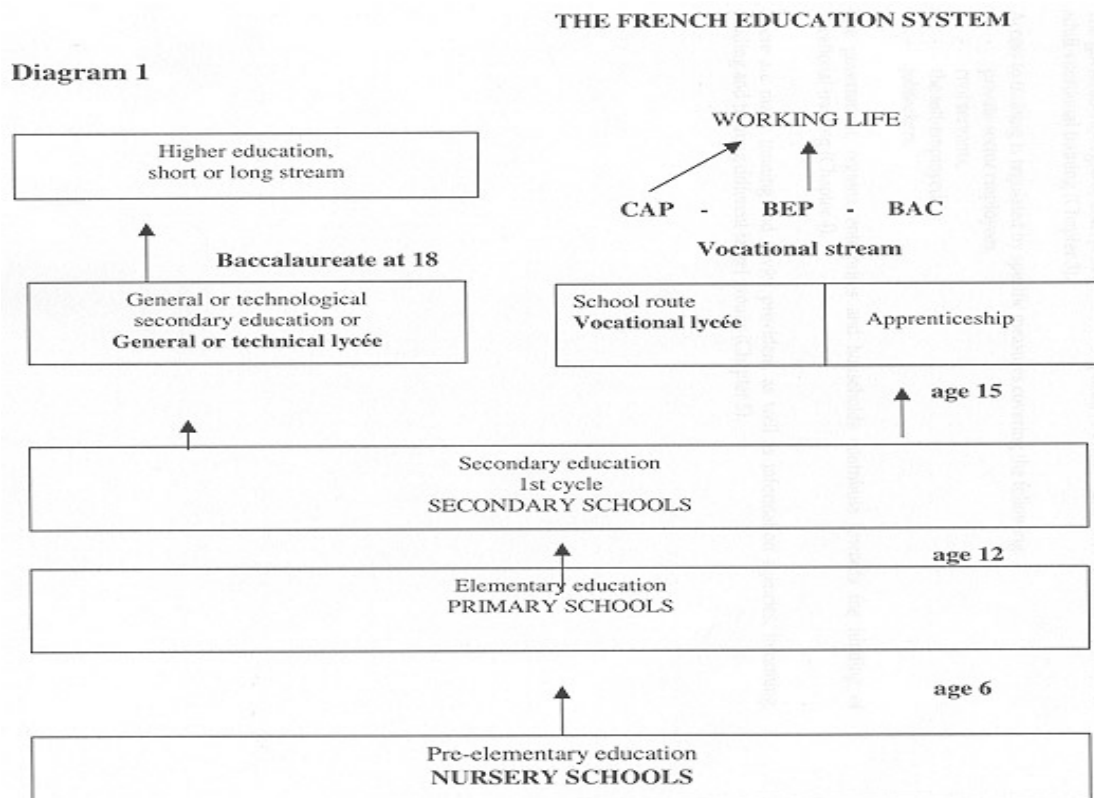 THE FRENCH EDUCATION SYSTEM
Diagram 1
WORKING LIFE
Higher education,
short or long stream
CAP - BEP - BAC
Vocational stream
Baccalaureate at 18
General or technological
secondary education or
General or technical lycée
School route
Vocational lycée
Apprenticeship
age 15
Secondary education
1st cycle
SECONDARY SCHOOLS
age 12
Elementary education
PRIMARY SCHOOLS
age 6
Pre-elementary education
NURSERY SCHOOLS